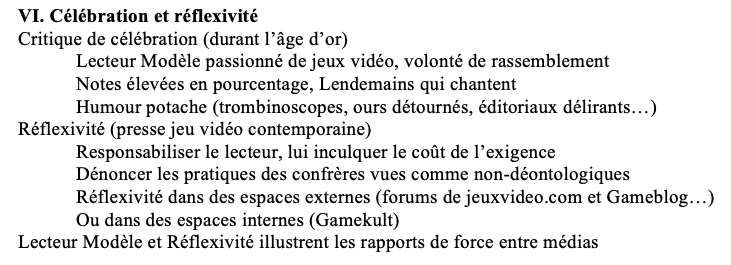 VI. Célébration et réflexivité
Critique de célébration (durant l’âge d’or)
Lecteur Modèle passionné de jeux vidéo, volonté de rassemblement
Notes élevées en pourcentage, Lendemains qui chantent
Humour potache (trombinoscopes, ours détournés, éditoriaux délirants…)
Réflexivité (presse jeu vidéo contemporaine)
Responsabiliser le lecteur, lui inculquer le coût de l’exigence
Dénoncer les pratiques des confrères vues comme non-déontologiques
Réflexivité dans des espaces externes (forums de jeuxvideo.com et Gameblog…)
Ou dans des espaces internes (Gamekult)
Lecteur Modèle et Réflexivité illustrent les rapports de force entre médias